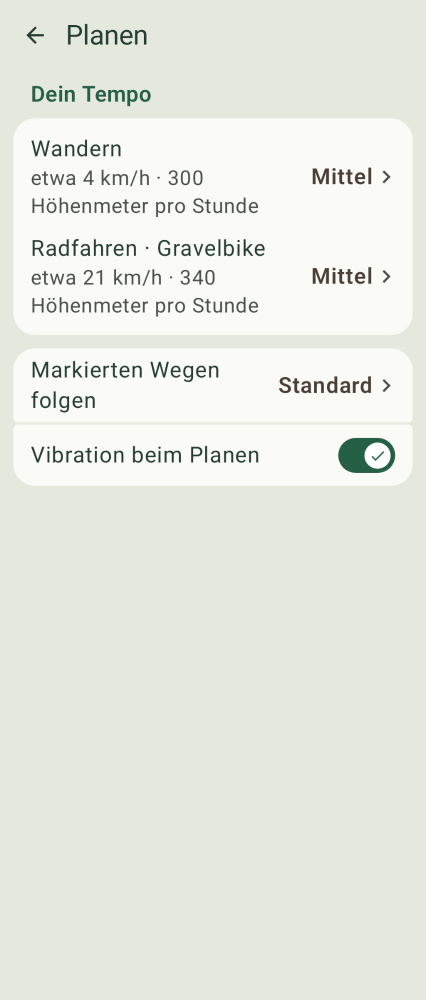 Planen
Dein Tempo
Wandern
etwa 4 km/h · 300
Höhenmeter pro Stunde
Mittel
Radfahren · Gravelbike
etwa 21 km/h · 340
Höhenmeter pro Stunde
Mittel
Markierten Wegen
folgen
Standard
Vibration beim Planen